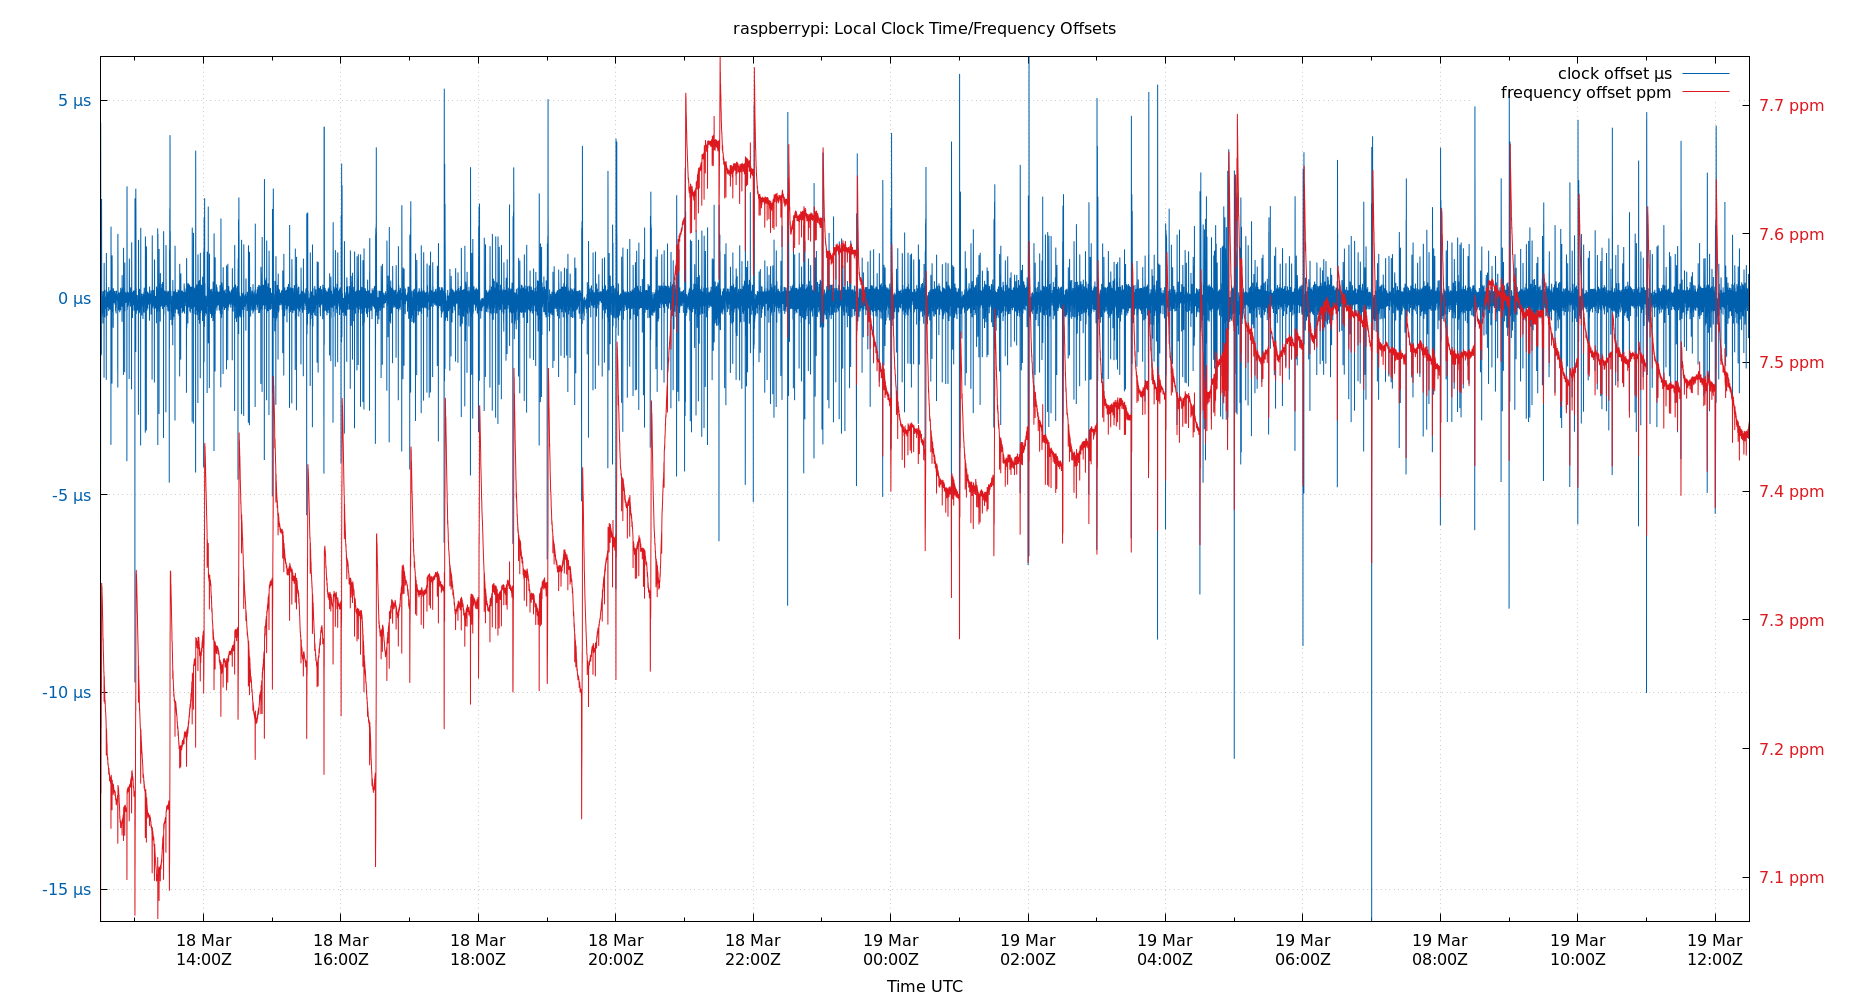 raspberrypi: Local Clock Time/Frequency Offsets
clock offset µs
frequency offset ppm
5 µs
0 µs
-5 µs
-10 µs
-15 µs
7.7 ppm
7.6 ppm
7.5 ppm
7.4 ppm
7.3 ppm
7.2 ppm
7.1 ppm
18 Mar 18 Mar 18 Mar 18 Mar 18 Mar 19 Mar 19 Mar 19 Mar 19 Mar 19 Mar 19 Mar 19 Mar
14:00Z 16:00Z 18:00Z 20:00Z 22:00Z 00:00Z 02:00Z 04:00Z 06:00Z 08:00Z 10:00Z 12:00Z
Time UTC